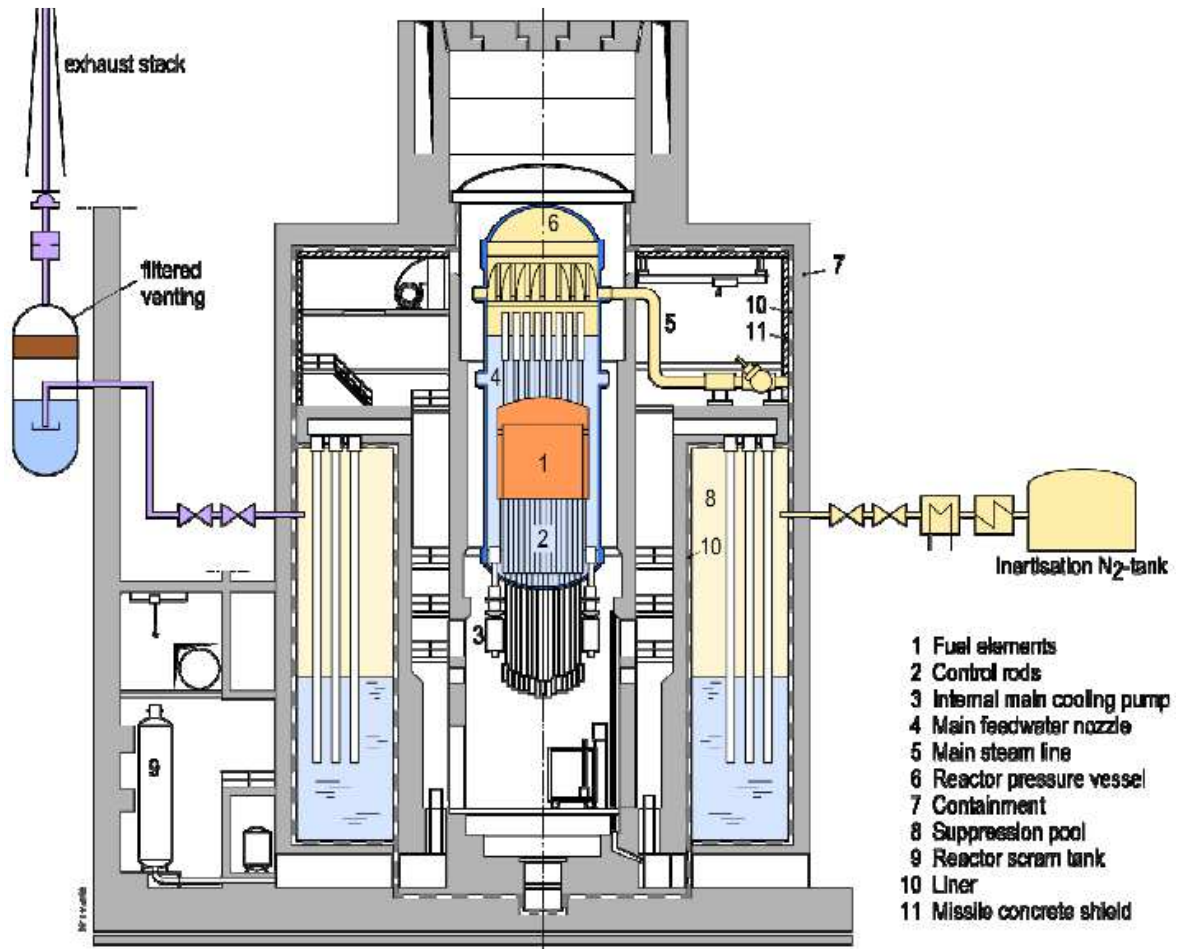 exhaust stack
filtered
venting
6
7
10
5
11
4
1
8
2
10
3
9
Inertisation N2-tank
1 Fuel elements
2 Control rods
3 Internal main cooling pump
4 Main feedwater nozzle
5 Main steam line
6 Reactor pressure vessel
7 Containment
8 Suppression pool
9 Reactor scram tank
10 Liner
11 Missile concrete shield